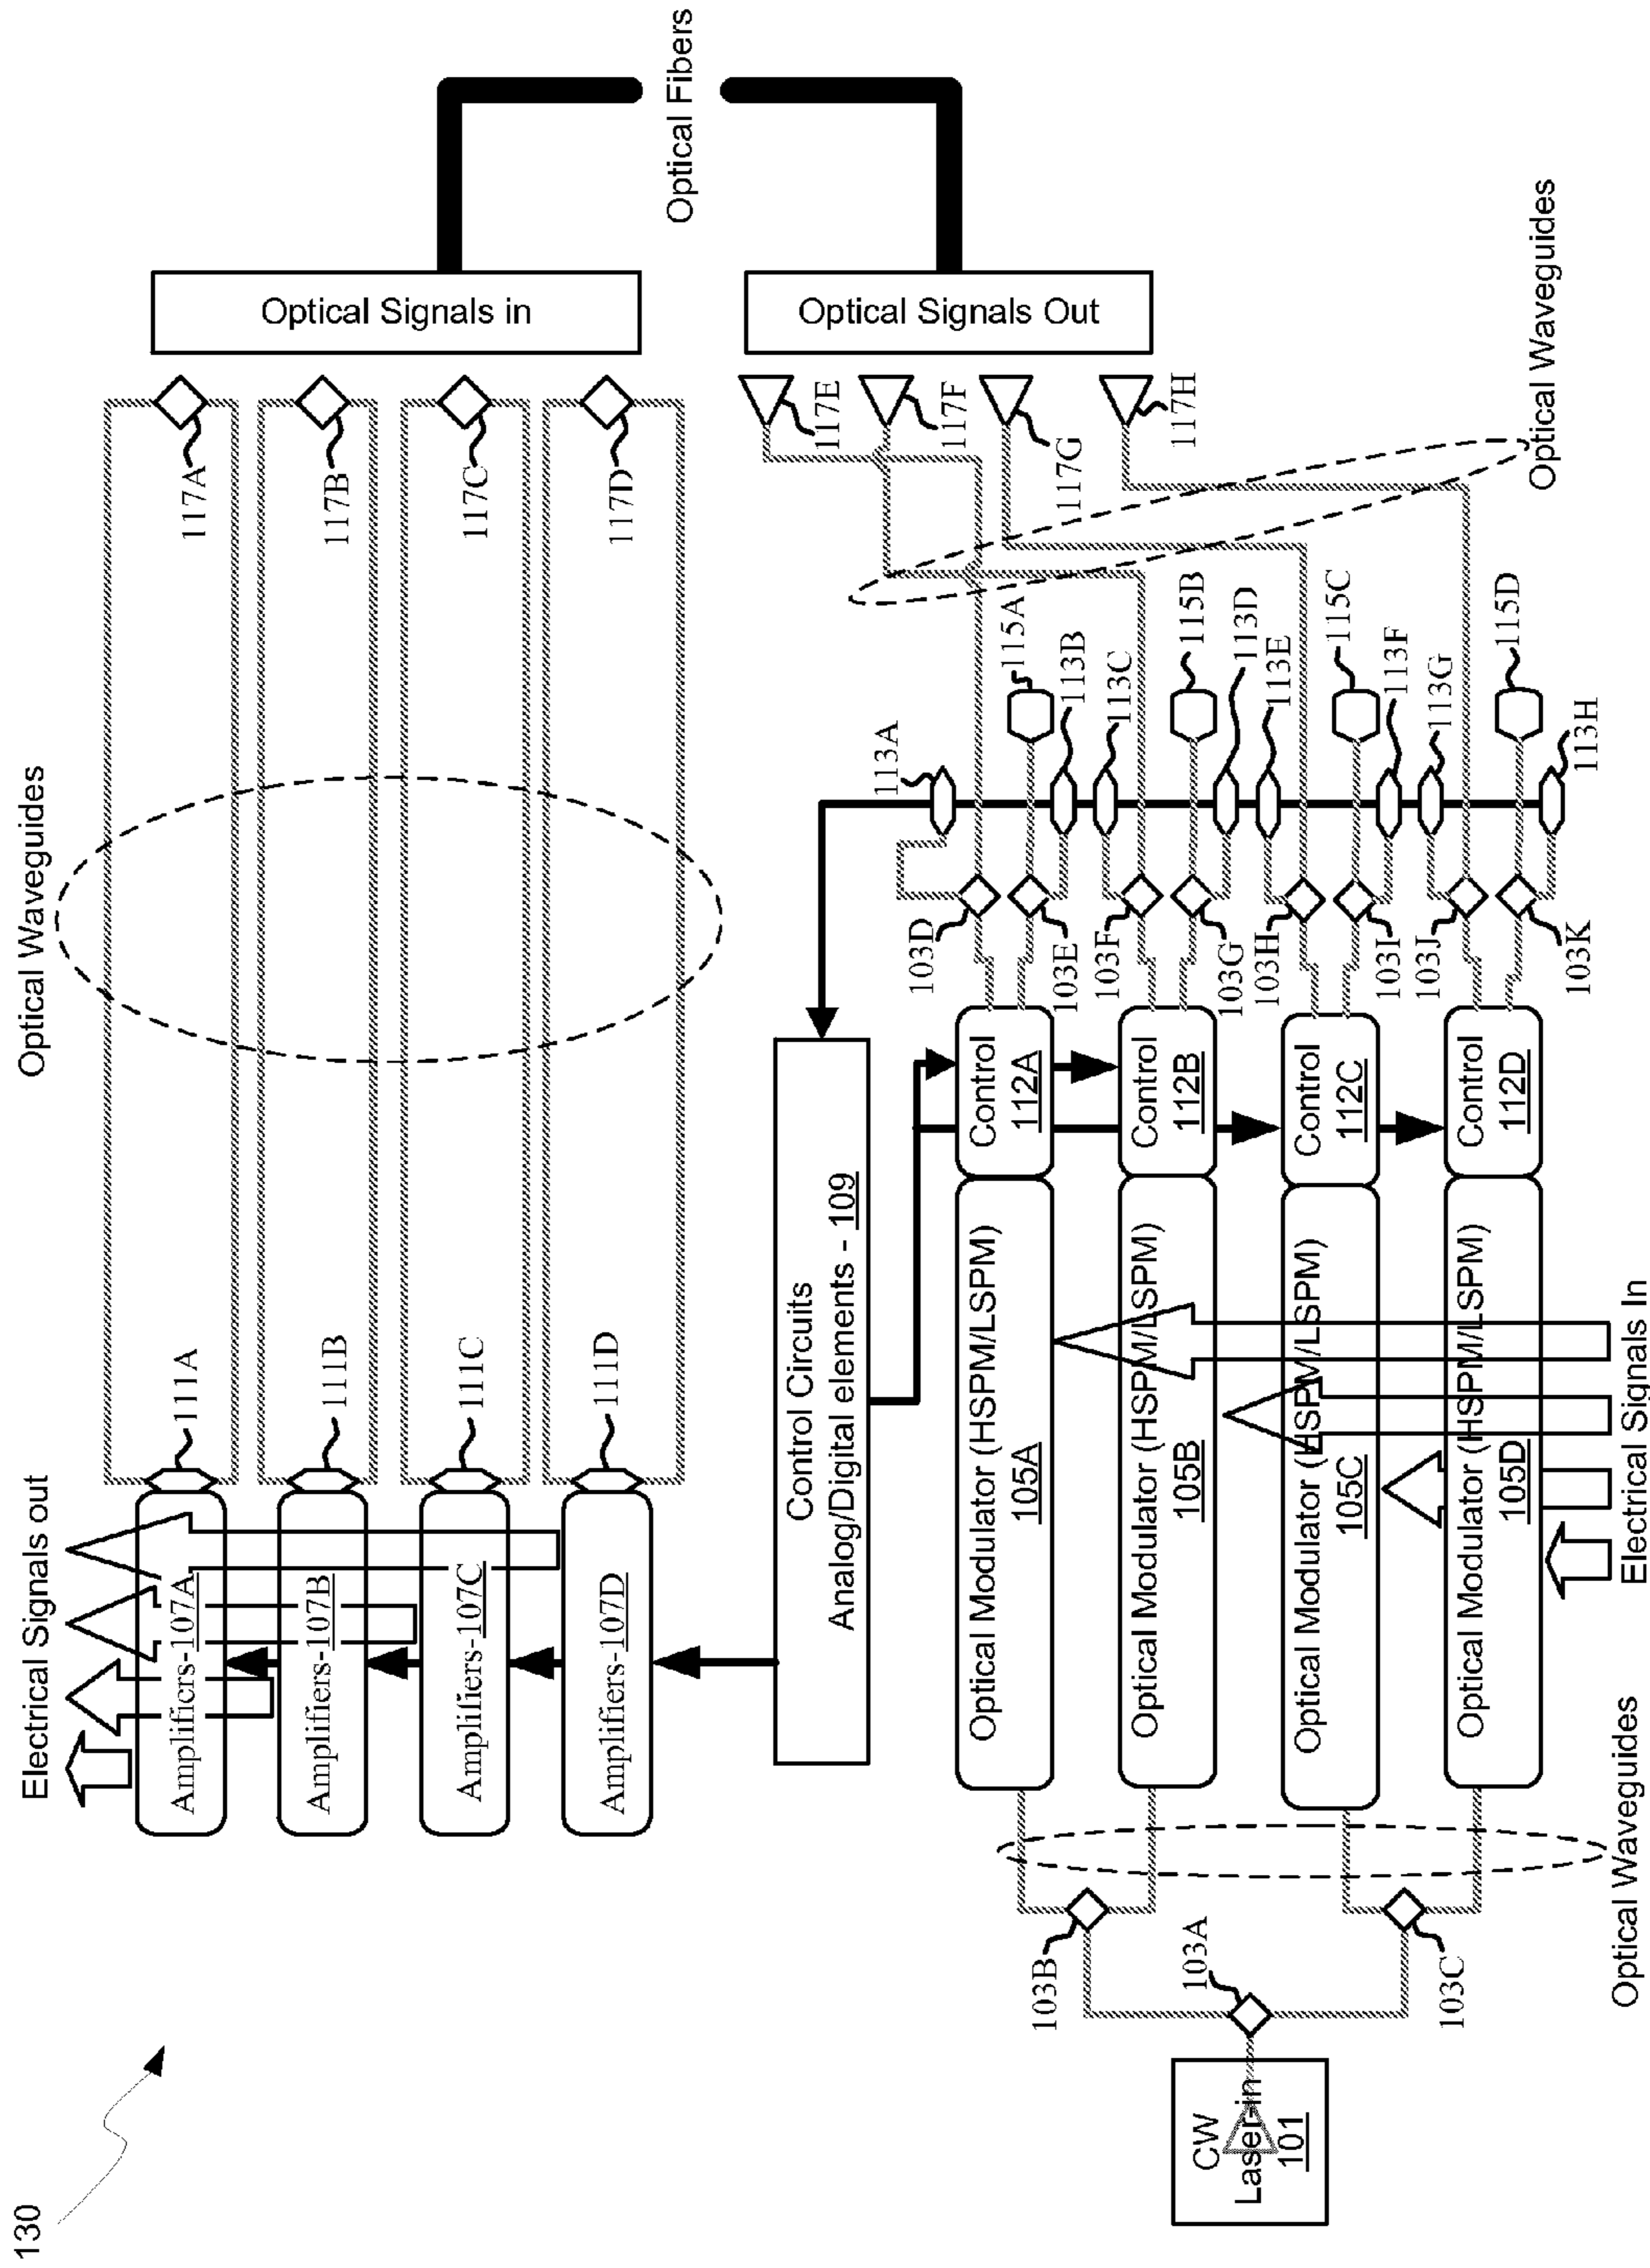 130
Electrical Signals out
Optical Waveguides
Amplifiers-107A
111A
117A
Amplifiers-107B
111B
117B
Amplifiers-107C
111C
117C
Amplifiers-107D
111D
117D
Optical Signals in
Optical Fibers
Optical Signals Out
Control Circuits
Analog/Digital elements - 109
117E
117F
117G
117H
113A
103D
115A
103E
113B
113C
103F
115B
103G
113D
113E
103H
115C
103I
113F
113G
103J
115D
103K
113H
Optical Waveguides
Optical Modulator (HSPM/LSPM)
105A
Control
112A
Optical Modulator (HSPM/LSPM)
105B
Control
112B
Optical Modulator (HSPM/LSPM)
105C
Control
112C
Optical Modulator (HSPM/LSPM)
105D
Control
112D
103B
103A
103C
CW
Laser-in
101
Optical Waveguides
Electrical Signals In